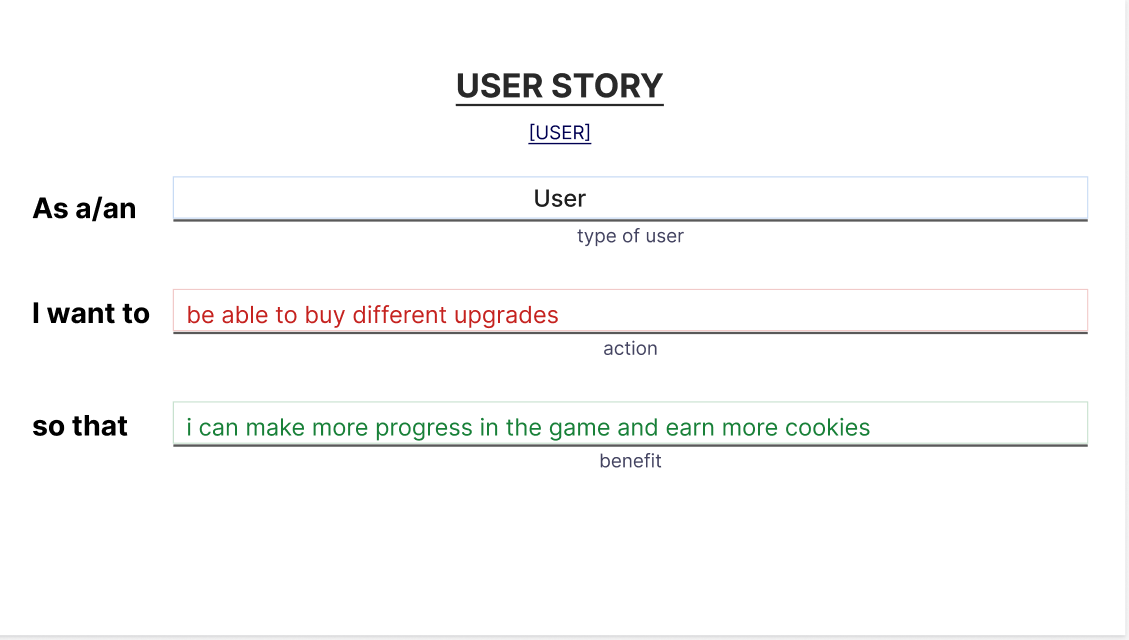 USER STORY
[USER]
As a/an
User
type of user
I want to
be able to buy different upgrades
action
so that
i can make more progress in the game and earn more cookies
benefit